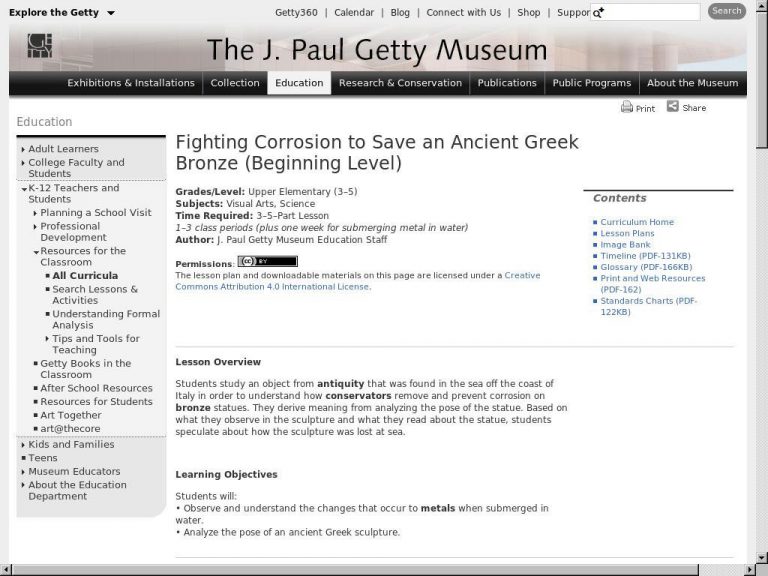 Explore the Getty
Getty360 | Calendar | Blog | Connect with Us | Shop | Suppor
Search
The J. Paul Getty Museum
Exhibitions & Installations
Collection
Education
Research & Conservation
Publications
Public Programs
About the Museum
Print
Share
Education
Adult Learners
College Faculty and
Students
K-12 Teachers and
Students
Planning a School Visit
Professional
Development
Resources for the
Classroom
All Curricula
Search Lessons &
Activities
Understanding Formal
Analysis
Tips and Tools for
Teaching
Getty Books in the
Classroom
After School Resources
Resources for Students
Art Together
art@thecore
Kids and Families
Teens
Museum Educators
About the Education
Department
Fighting Corrosion to Save an Ancient Greek
Bronze (Beginning Level)
Grades/Level: Upper Elementary (3–5)
Subjects: Visual Arts, Science
Time Required: 3–5–Part Lesson
1–3 class periods (plus one week for submerging metal in water)
Author: J. Paul Getty Museum Education Staff
Permissions: cc BY
The lesson plan and downloadable materials on this page are licensed under a Creative
Commons Attribution 4.0 International License.
Contents
Curriculum Home
Lesson Plans
Image Bank
Timeline (PDF-131KB)
Glossary (PDF-166KB)
Print and Web Resources
(PDF-162)
Standards Charts (PDF-
122KB)
Lesson Overview
Students study an object from antiquity that was found in the sea off the coast of
Italy in order to understand how conservators remove and prevent corrosion on
bronze statues. They derive meaning from analyzing the pose of the statue. Based on
what they observe in the sculpture and what they read about the statue, students
speculate about how the sculpture was lost at sea.
Learning Objectives
Students will:
• Observe and understand the changes that occur to metals when submerged in
water.
• Analyze the pose of an ancient Greek sculpture.